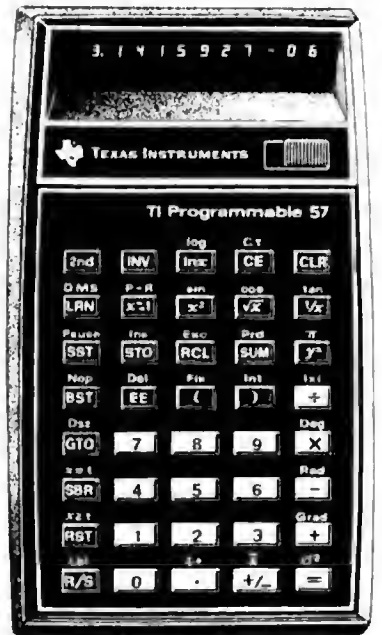 3.1415927-06
TEXAS INSTRUMENTS
TI Programmable 57
log C.t
2nd INV lnx CE CLR
D.MS P→R sin cos tan
LRN x⇄t x² √x 1/x
Pause Ins Exc Prd π
SST STO RCL SUM yˣ
Nop Del Fix Int |x|
BST EE ( ) ÷
Dsz Deg
GTO 7 8 9 X
x=t Rad
SBR 4 5 6 −
x≥t Grad
RST 1 2 3 +
R/S 0 . +/− =